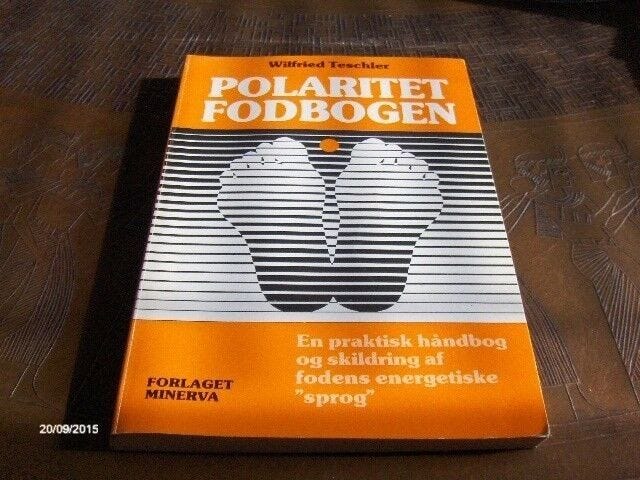 Wilfried Teschler
POLARITET
FODBOGEN
En praktisk håndbog
og skildring af
fodens energetiske
"sprog"
FORLAGET
MINERVA
20/09/2015